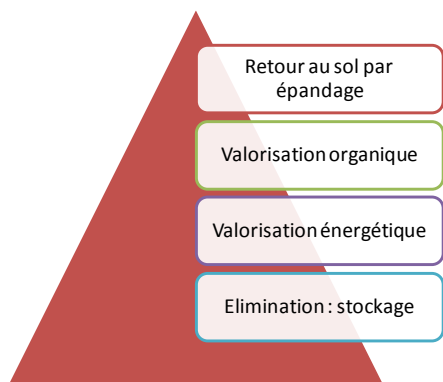 Retour au sol par
épandage
Valorisation organique
Valorisation énergétique
Elimination : stockage